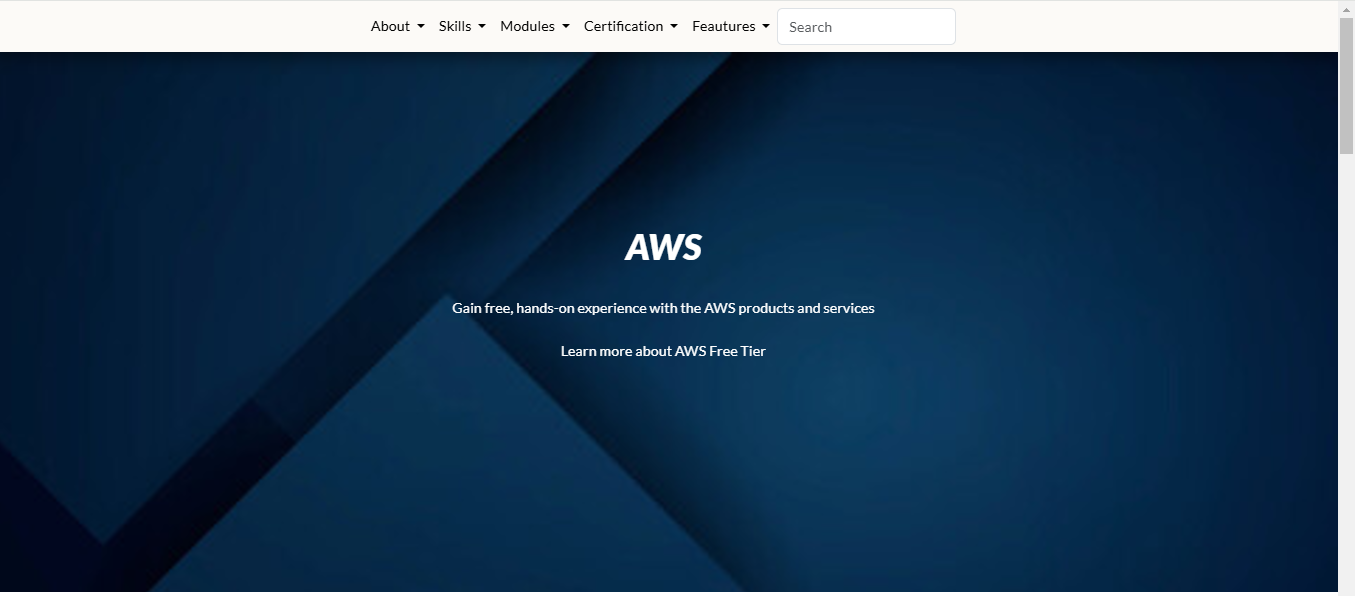 About Skills Modules Certification Feautures Search
AWS
Gain free, hands-on experience with the AWS products and services
Learn more about AWS Free Tier